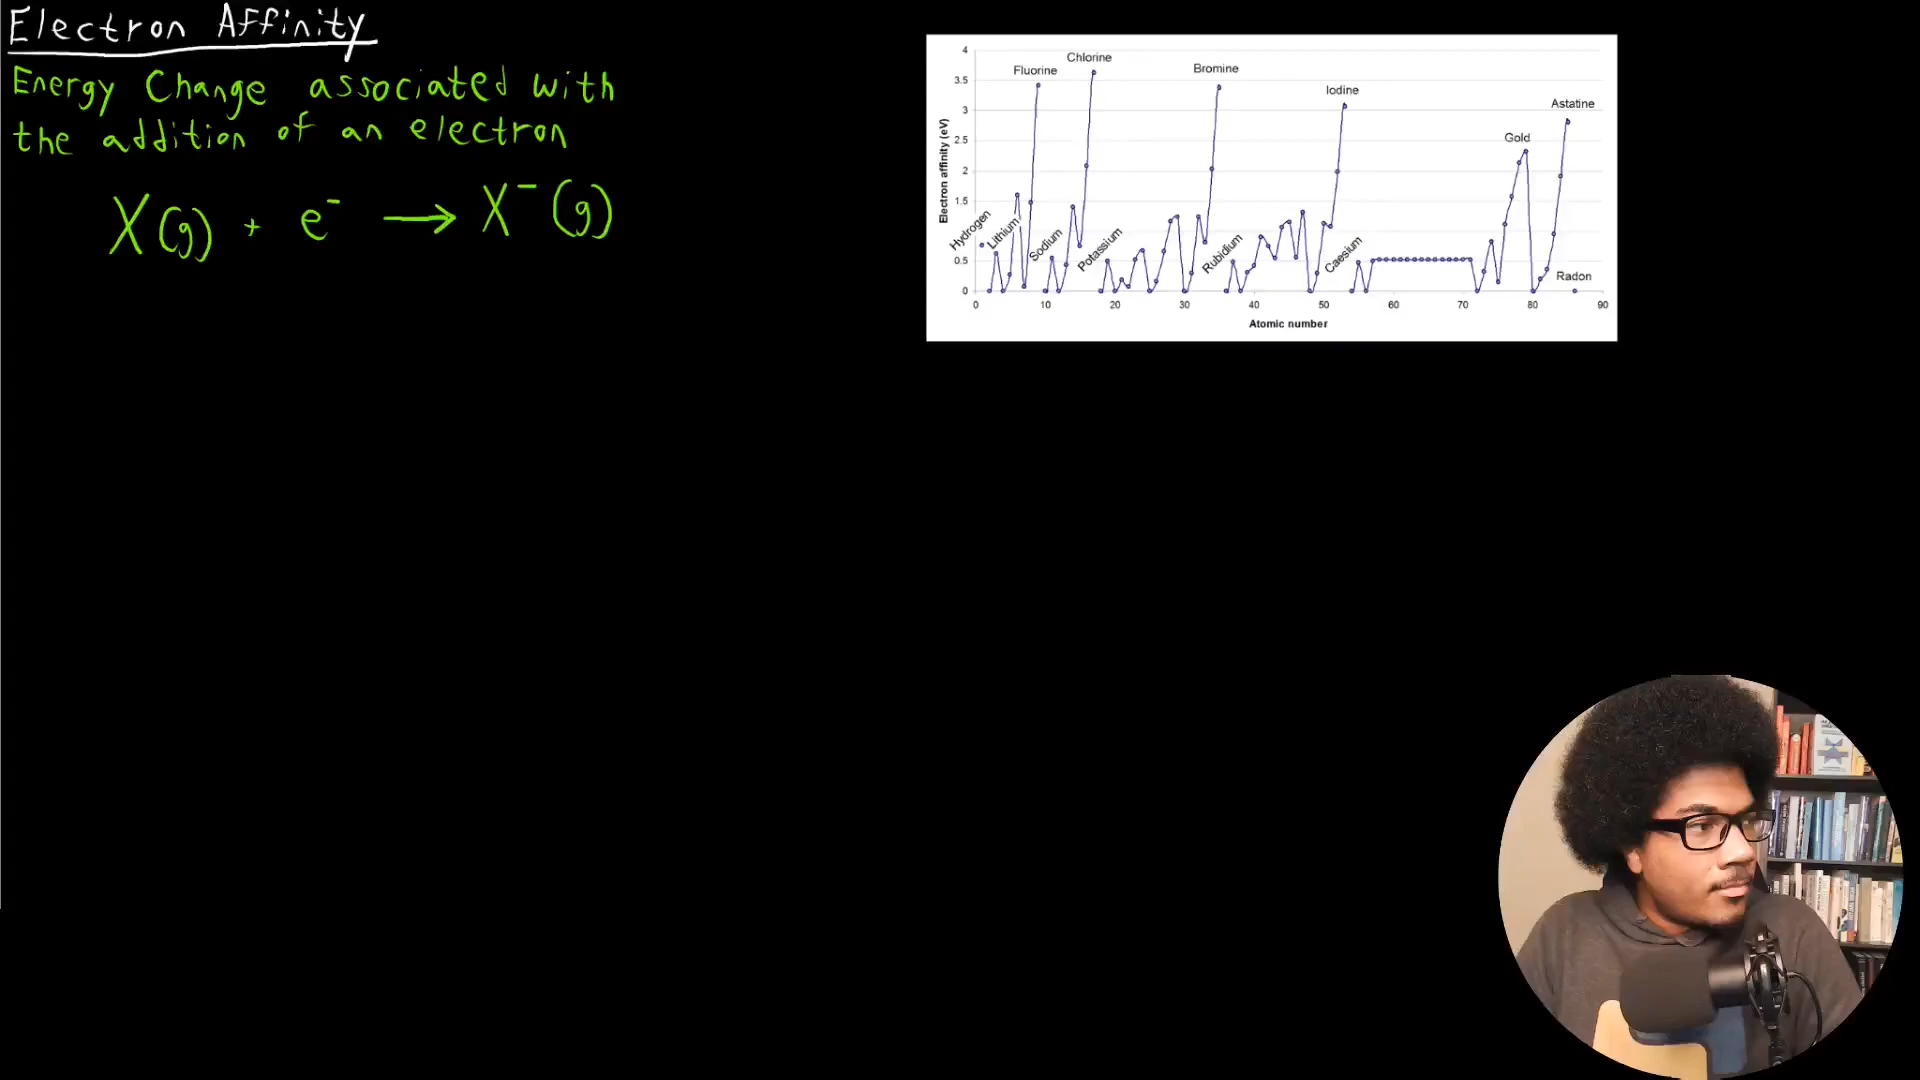 Electron Affinity
Energy Change associated with
the addition of an electron
X(g) + e⁻ → X⁻(g)
4
3.5
3
2.5
2
1.5
0.5
0
Electron affinity (eV)
Hydrogen
Lithium
Fluorine
Sodium
Chlorine
Potassium
Bromine
Rubidium
Iodine
Caesium
Gold
Astatine
Radon
0 10 20 30 40 50 60 70 80 90
Atomic number